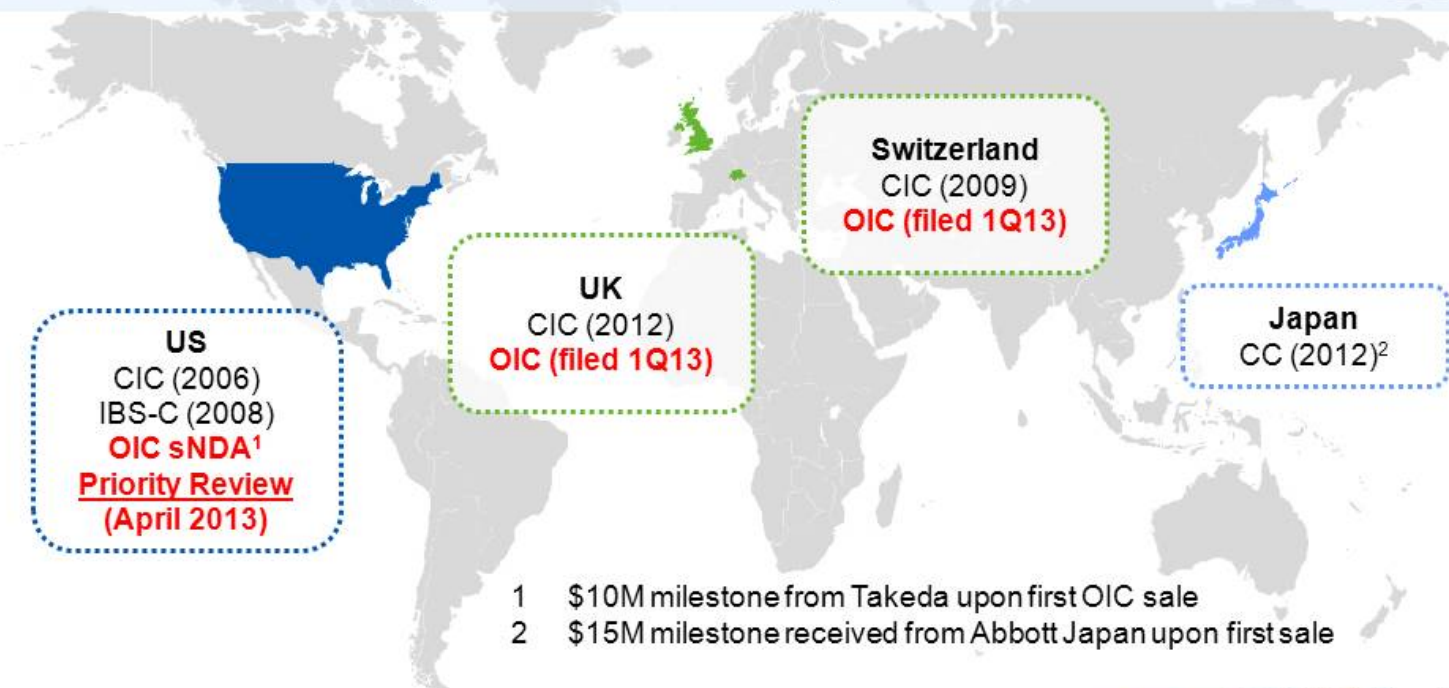 Switzerland
CIC (2009)
OIC (filed 1Q13)
UK
CIC (2012)
OIC (filed 1Q13)
Japan
CC (2012)²
US
CIC (2006)
IBS-C (2008)
OIC sNDA¹
Priority Review
(April 2013)
1 $10M milestone from Takeda upon first OIC sale
2 $15M milestone received from Abbott Japan upon first sale